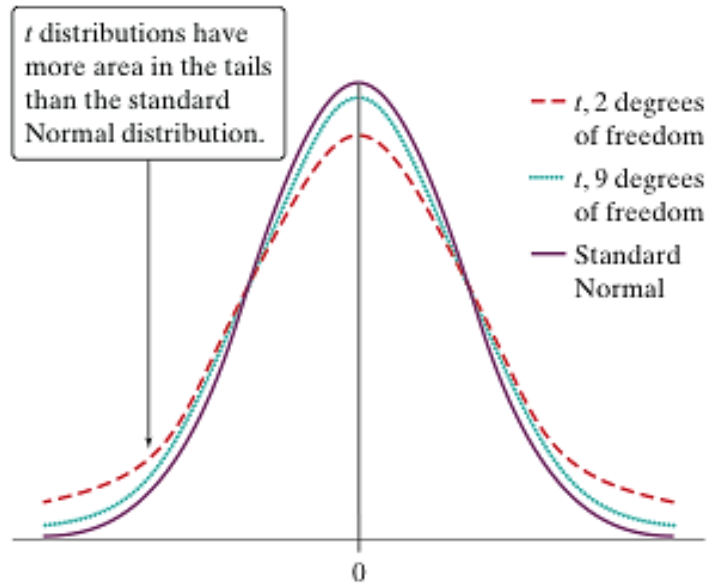 t distributions have
more area in the tails
than the standard
Normal distribution.
t, 2 degrees
of freedom
t, 9 degrees
of freedom
Standard
Normal
0